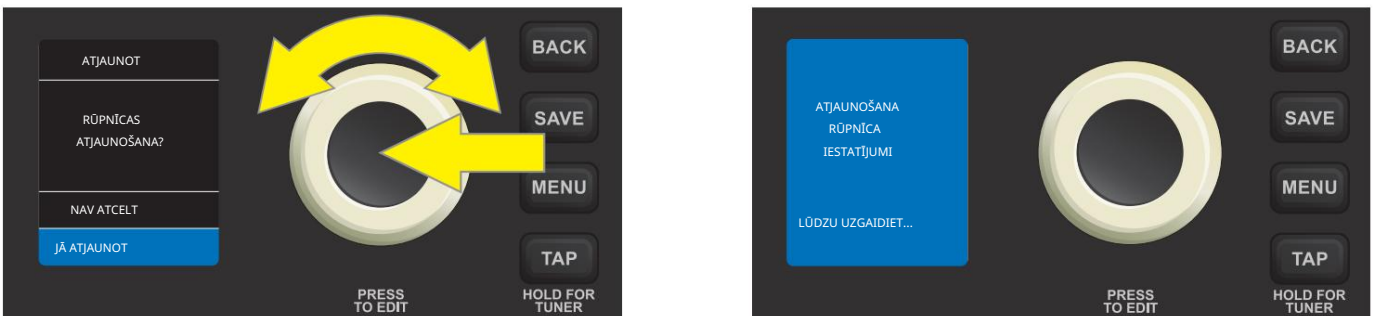 ATJAUNOT
RŪPNĪCAS
ATJAUNOŠANA?
NAV ATCELT
JĀ ATJAUNOT
BACK
SAVE
MENU
TAP
PRESS
TO EDIT
HOLD FOR
TUNER
ATJAUNOŠANA
RŪPNĪCA
IESTATĪJUMI
LŪDZU UZGAIDIET...
BACK
SAVE
MENU
TAP
PRESS
TO EDIT
HOLD FOR
TUNER